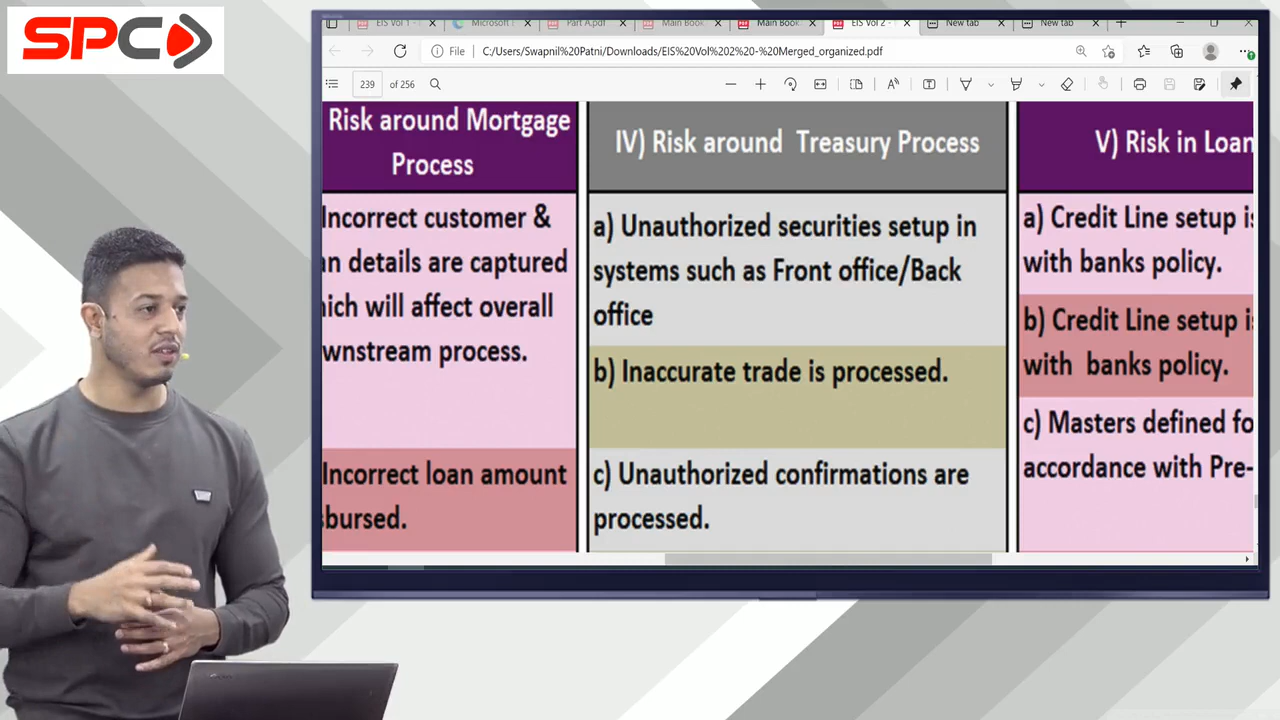 SPC
EIS Vol 1 -
Microsoft
Part A.pdf
Main Book
Main Book
EIS Vol 2 -
New tab
New tab
File
C:/Users/Swapnil%20Patni/Downloads/EIS%20Vol%202%20-%20Merged_organized.pdf
239
of 256
Risk around Mortgage
Process
Incorrect customer &
n details are captured
ich will affect overall
wnstream process.
Incorrect loan amount
sbursed.
IV) Risk around Treasury Process
a) Unauthorized securities setup in
systems such as Front office/Back
office
b) Inaccurate trade is processed.
c) Unauthorized confirmations are
processed.
V) Risk in Loan
a) Credit Line setup is
with banks policy.
b) Credit Line setup is
with banks policy.
c) Masters defined fo
accordance with Pre-